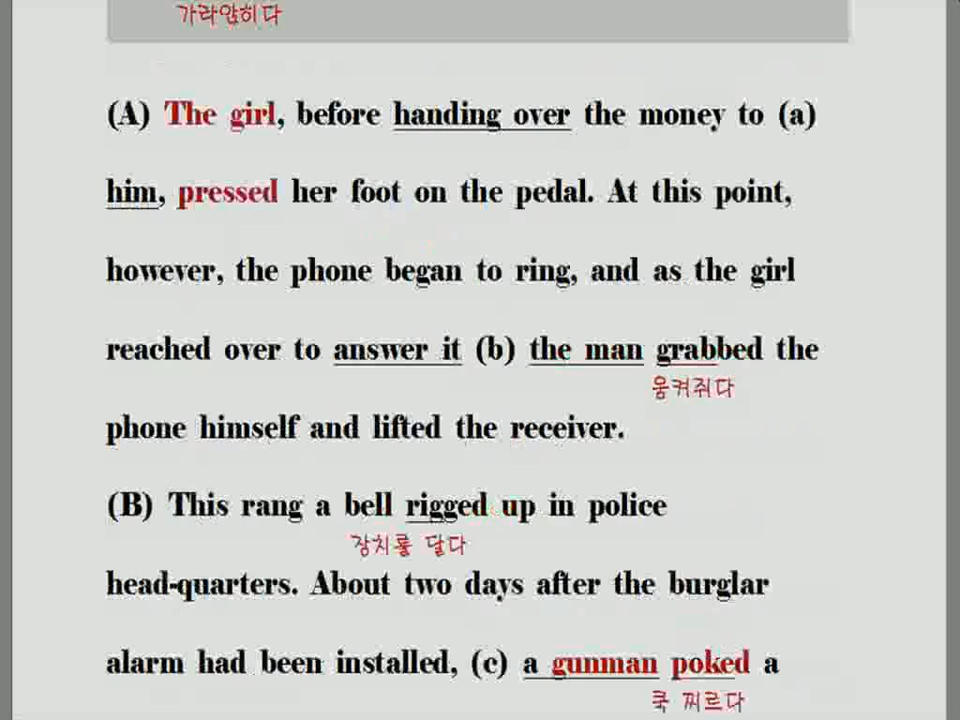 가라앉히다
(A) The girl, before handing over the money to (a)
him, pressed her foot on the pedal. At this point,
however, the phone began to ring, and as the girl
reached over to answer it (b) the man grabbed the
움켜쥐다
phone himself and lifted the receiver.
(B) This rang a bell rigged up in police
장치를 달다
head-quarters. About two days after the burglar
alarm had been installed, (c) a gunman poked a
쿡 찌르다